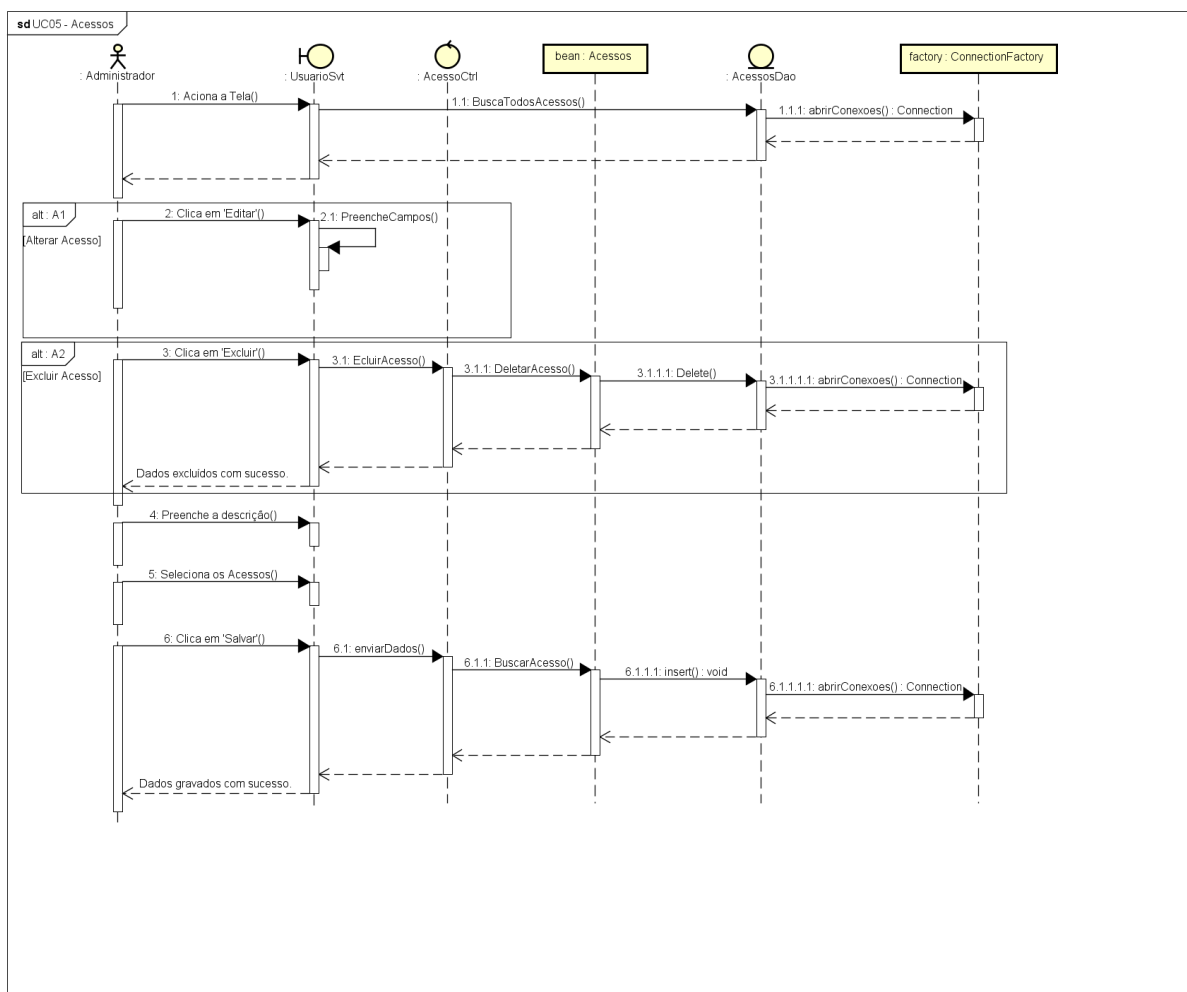 sd UC05 - Acessos
: Administrador
: UsuarioSvt
: AcessoCtrl
bean : Acessos
: AcessosDao
factory : ConnectionFactory
1: Aciona a Tela()
1.1: BuscaTodosAcessos()
1.1.1: abrirConexoes() : Connection
alt : A1
[Alterar Acesso]
2: Clica em 'Editar'()
2.1: PreencheCampos()
alt : A2
[Excluir Acesso]
3: Clica em 'Excluir'()
3.1: EcluirAcesso()
3.1.1: DeletarAcesso()
3.1.1.1: Delete()
3.1.1.1.1: abrirConexoes() : Connection
Dados excluídos com sucesso.
4: Preenche a descrição()
5: Seleciona os Acessos()
6: Clica em 'Salvar'()
6.1: enviarDados()
6.1.1: BuscarAcesso()
6.1.1.1: insert() : void
6.1.1.1.1: abrirConexoes() : Connection
Dados gravados com sucesso.